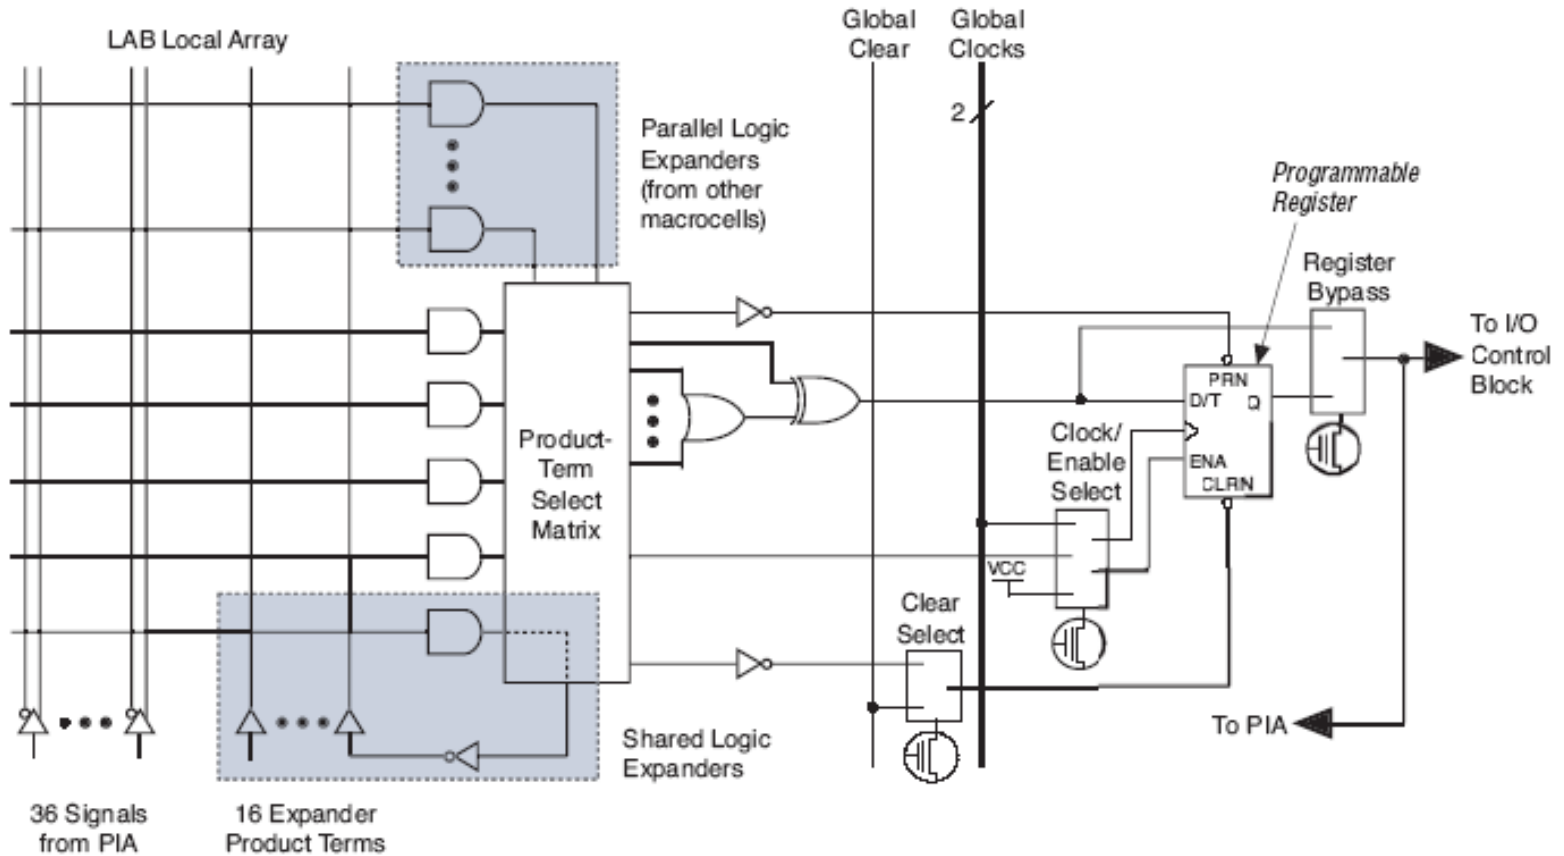 LAB Local Array
Global
Clear
Global
Clocks
2
Parallel Logic
Expanders
(from other
macrocells)
Programmable
Register
Register
Bypass
To I/O
Control
Block
PRN
D/T
Q
ENA
CLRN
Clock/
Enable
Select
Product-
Term
Select
Matrix
VCC
Clear
Select
To PIA
Shared Logic
Expanders
36 Signals
from PIA
16 Expander
Product Terms